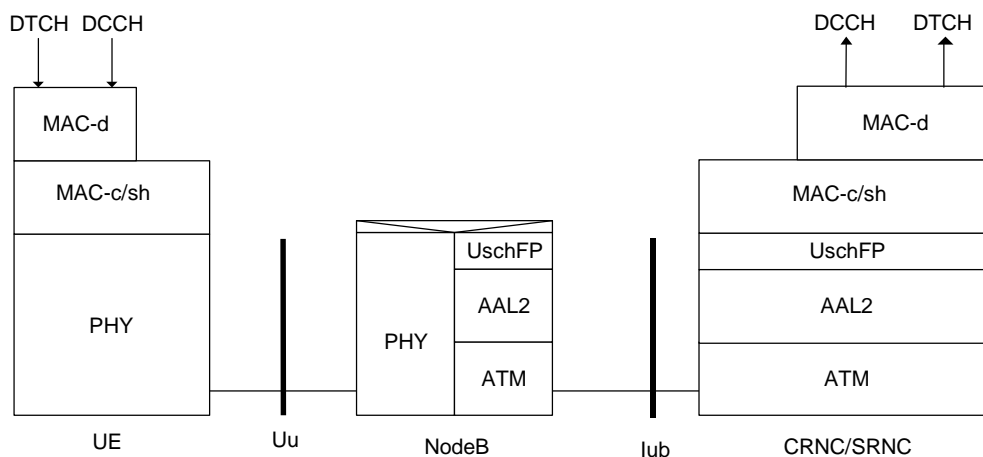 DTCH DCCH
DCCH DTCH
MAC-d
MAC-d
MAC-c/sh
MAC-c/sh
UschFP
UschFP
AAL2
AAL2
PHY
PHY
ATM
ATM
UE
Uu
NodeB
Iub
CRNC/SRNC